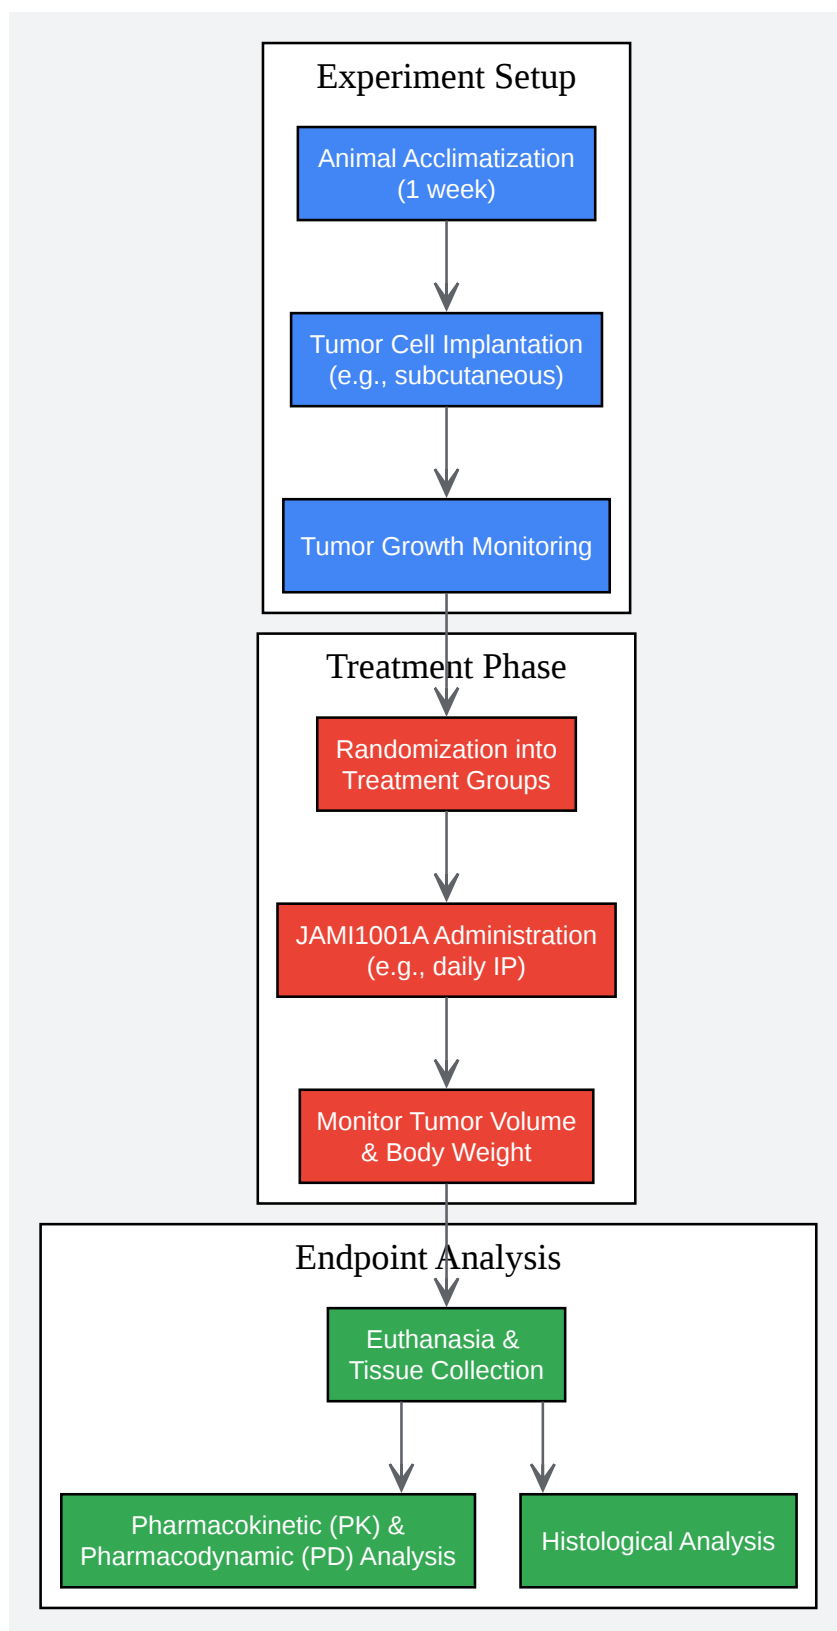 Experiment Setup
Animal Acclimatization
(1 week)
Tumor Cell Implantation
(e.g., subcutaneous)
Tumor Growth Monitoring
Treatment Phase
Randomization into
Treatment Groups
JAMI1001A Administration
(e.g., daily IP)
Monitor Tumor Volume
& Body Weight
Endpoint Analysis
Euthanasia &
Tissue Collection
Pharmacokinetic (PK) &
Pharmacodynamic (PD) Analysis
Histological Analysis